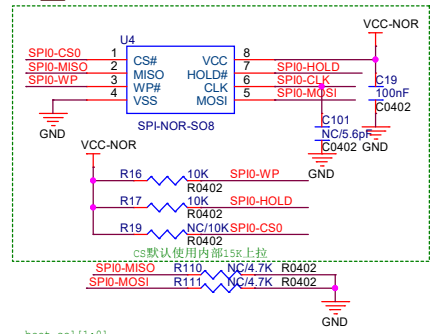 VCC-NOR
U4
SPI0-CS0 1 CS# VCC 8
SPI0-MISO 2 MISO HOLD# 7 SPI0-HOLD
SPI0-WP 3 WP# CLK 6 SPI0-CLK
4 VSS MOSI 5 SPI0-MOSI
C19
100nF
C0402
SPI-NOR-SO8
C101
NC/5.6pF
C0402
GND
GND
GND
VCC-NOR
R16 10K SPI0-WP
R0402
R17 10K SPI0-HOLD
R0402
R19 NC/10K SPI0-CS0
R0402
CS默认使用内部15K上拉
SPI0-MISO R110 NC/4.7K R0402
SPI0-MOSI R111 NC/4.7K R0402
GND